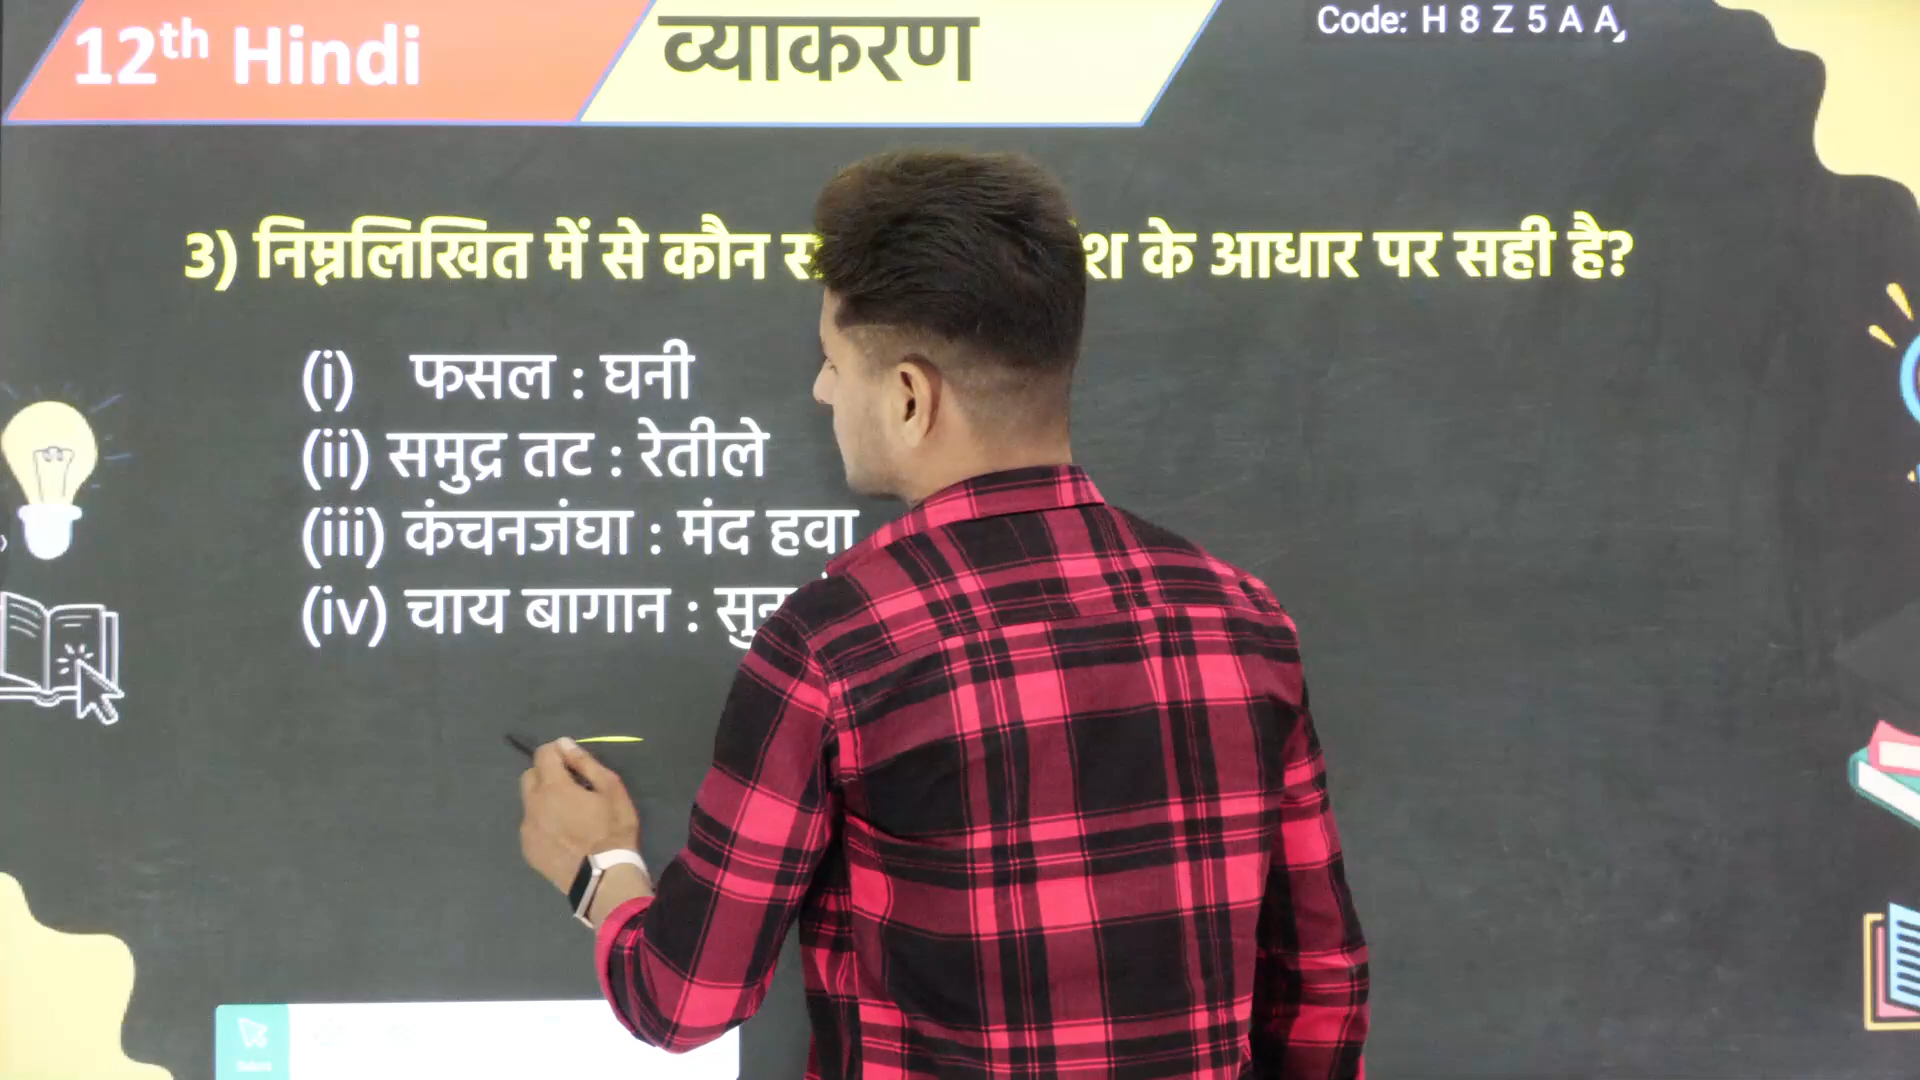 12th Hindi
व्याकरण
Code: H 8 Z 5 A A
3) निम्नलिखित में से कौन के आधार पर सही है?
(i) फसल : घनी
(ii) समुद्र तट : रेतीले
(iii) कंचनजंघा : मंद हवा
(iv) चाय बागान :